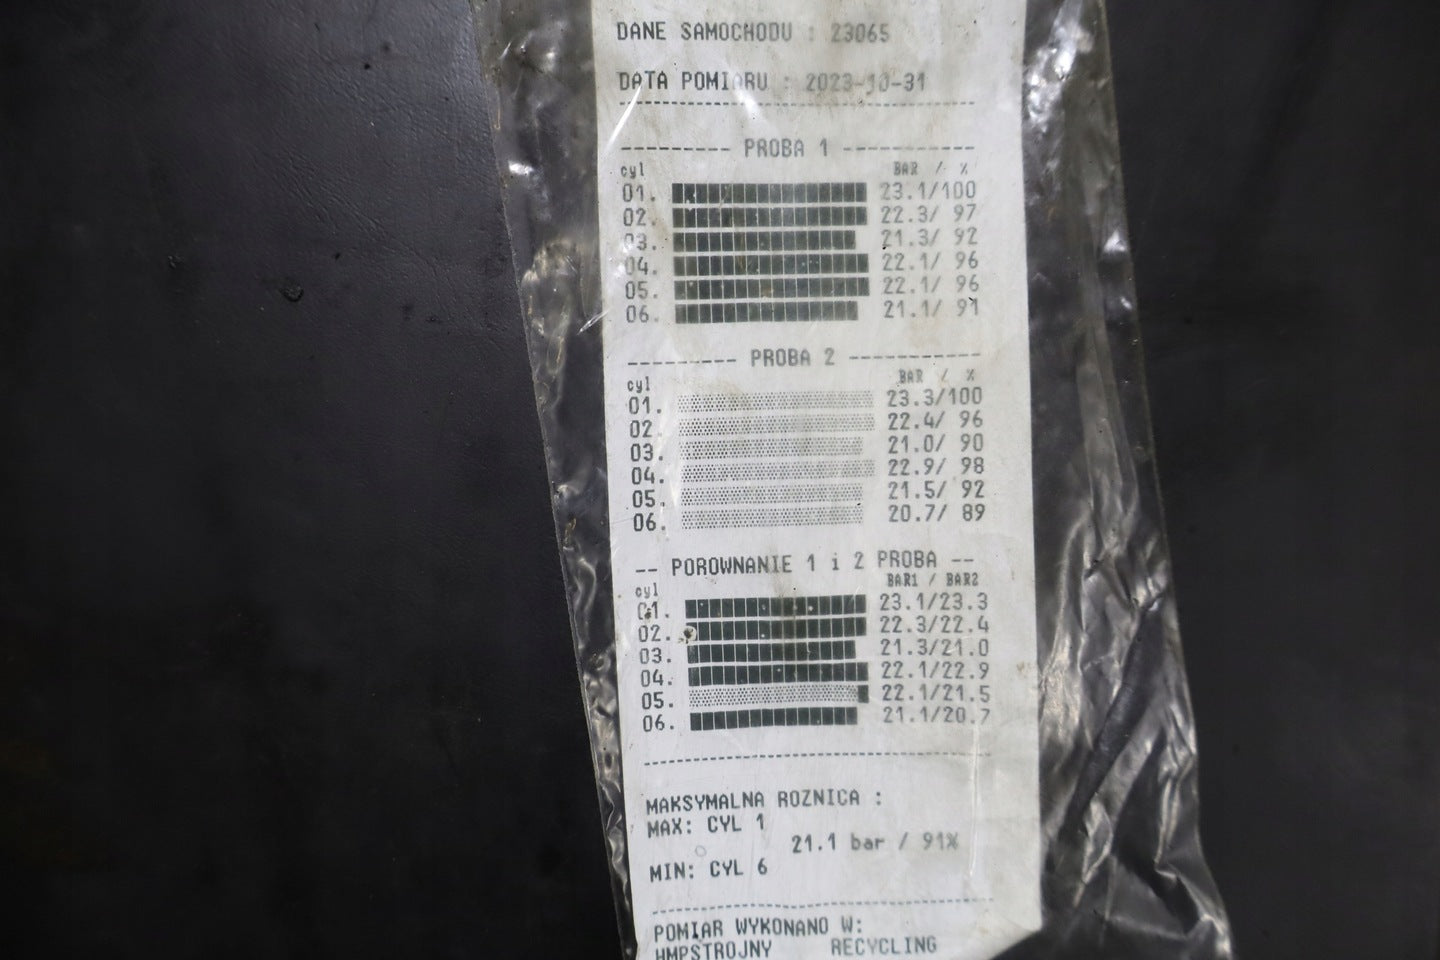 DANE SAMOCHODU : 23065
DATA POMIARU : 2023-10-31
--------- PROBA 1 -----------
cyl BAR / %
01. 23.1/100
02. 22.3/ 97
03. 21.3/ 92
04. 22.1/ 96
05. 22.1/ 96
06. 21.1/ 91
--------- PROBA 2 -----------
cyl BAR / %
01. 23.3/100
02. 22.4/ 96
03. 21.0/ 90
04. 22.9/ 98
05. 21.5/ 92
06. 20.7/ 89
-- POROWNANIE 1 i 2 PROBA --
cyl BAR1 / BAR2
01. 23.1/23.3
02. 22.3/22.4
03. 21.3/21.0
04. 22.1/22.9
05. 22.1/21.5
06. 21.1/20.7
MAKSYMALNA ROZNICA :
MAX: CYL 1
21.1 bar / 91%
MIN: CYL 6
POMIAR WYKONANO W:
HMPSTROJNY RECYCLING